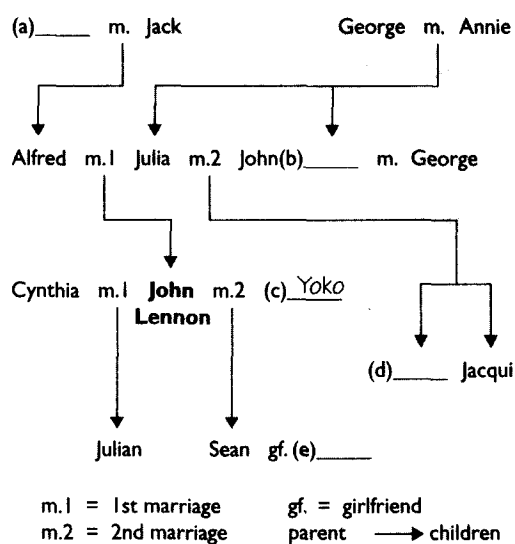 (a)_____ m. Jack George m. Annie
Alfred m.1 Julia m.2 John(b)_____ m. George
Cynthia m.1 John Lennon m.2 (c) Yoko
(d)_____ Jacqui
Julian Sean gf. (e)_____
m.1 = 1st marriage gf. = girlfriend
m.2 = 2nd marriage parent → children